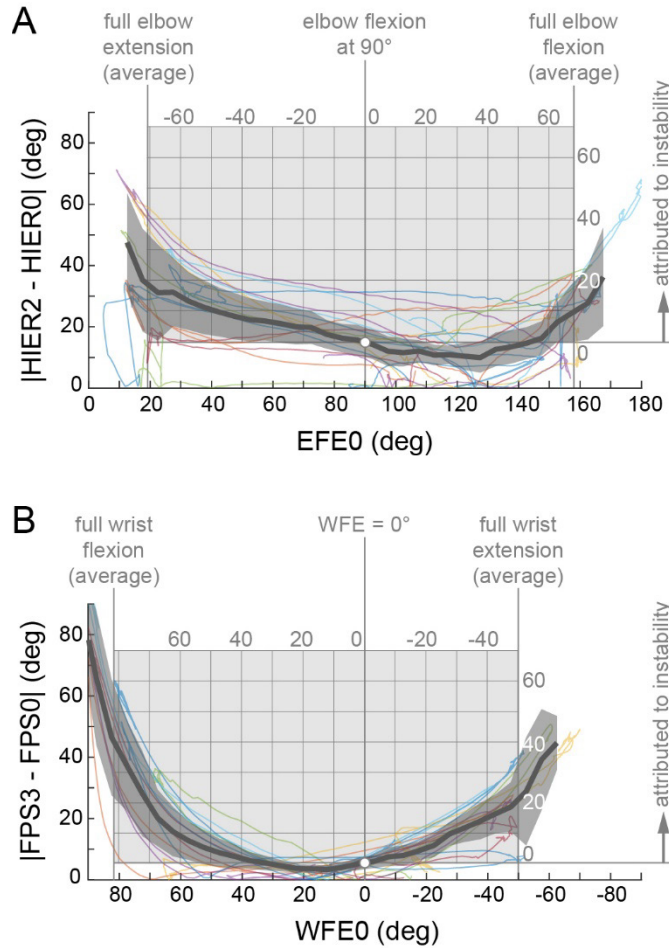 A
full elbow
extension
(average)
elbow flexion
at 90°
full elbow
flexion
(average)
-60 -40 -20 0 20 40 60
80
60
40
20
0
60
40
20
0
|HIER2 - HIER0| (deg)
attributed to instability
0 20 40 60 80 100 120 140 160 180
EFE0 (deg)
B
full wrist
flexion
(average)
WFE = 0°
full wrist
extension
(average)
60 40 20 0 -20 -40
80
60
40
20
0
60
40
20
0
|FPS3 - FPS0| (deg)
attributed to instability
80 60 40 20 0 -20 -40 -60 -80
WFE0 (deg)